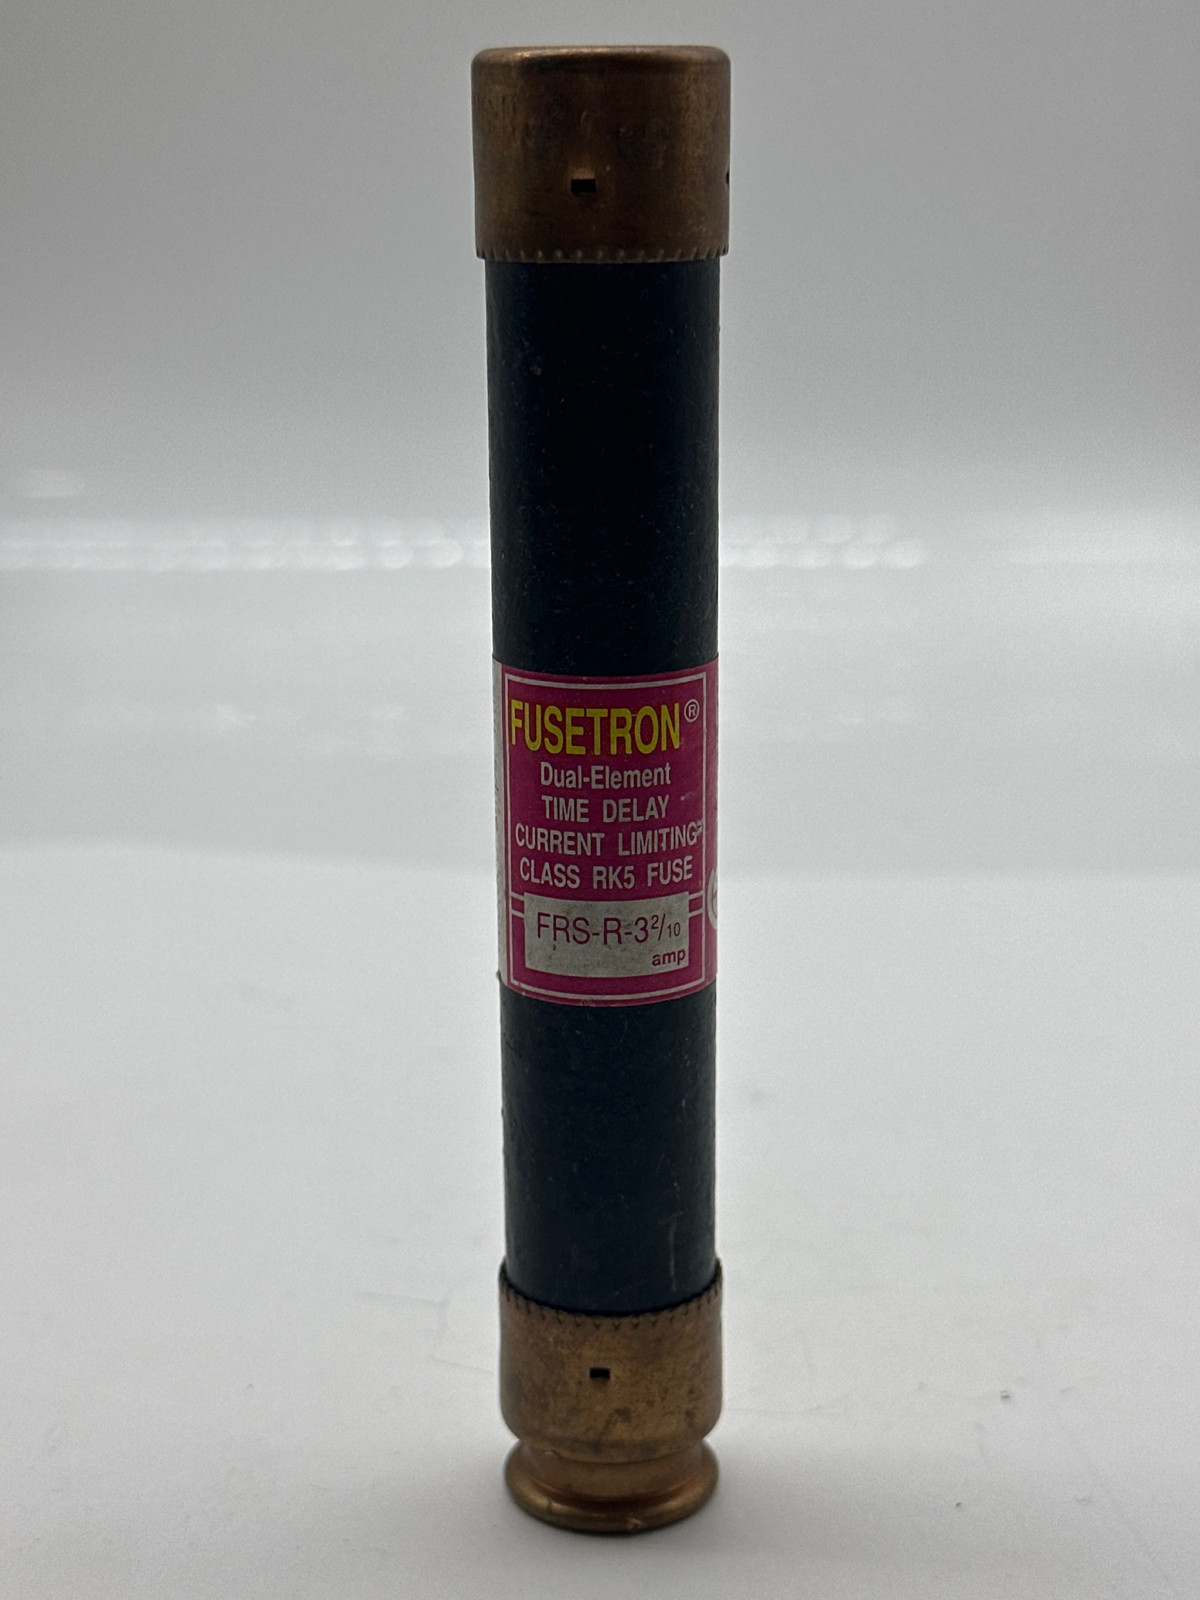 FUSETRON®
Dual-Element
TIME DELAY
CURRENT LIMITING
CLASS RK5 FUSE
FRS-R-3²/₁₀
amp